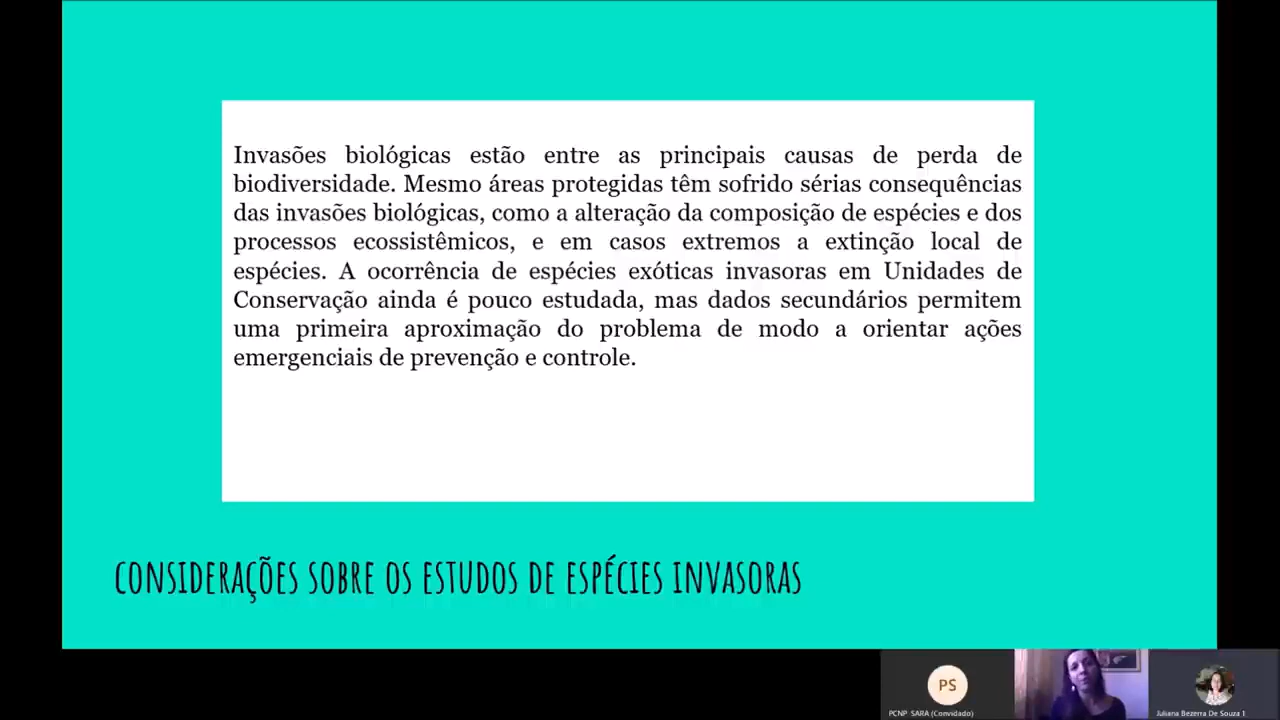 Invasões biológicas estão entre as principais causas de perda de
biodiversidade. Mesmo áreas protegidas têm sofrido sérias consequências
das invasões biológicas, como a alteração da composição de espécies e dos
processos ecossistêmicos, e em casos extremos a extinção local de
espécies. A ocorrência de espécies exóticas invasoras em Unidades de
Conservação ainda é pouco estudada, mas dados secundários permitem
uma primeira aproximação do problema de modo a orientar ações
emergenciais de prevenção e controle.
CONSIDERAÇÕES SOBRE OS ESTUDOS DE ESPÉCIES INVASORAS
PS
PCNP SARA (Convidado)
Juliana Bezerra De Souza 1